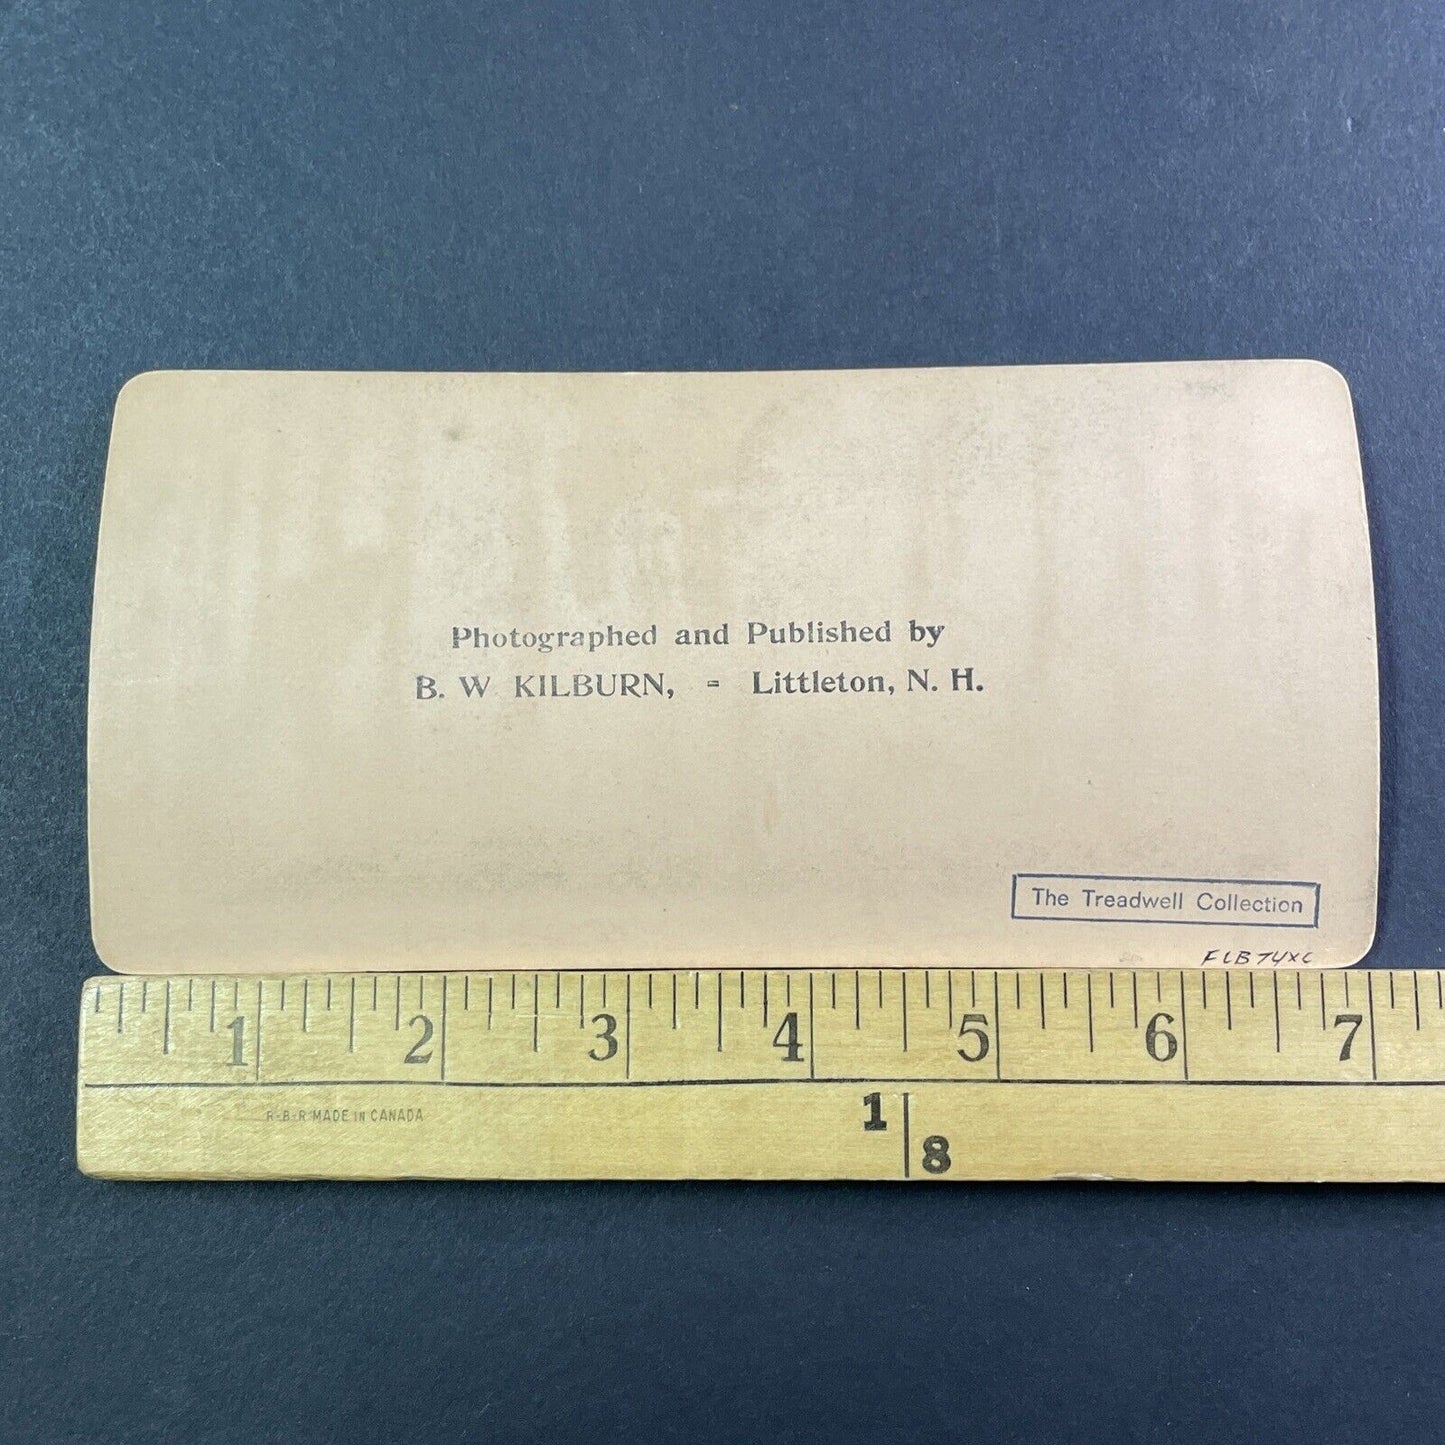 Photographed and Published by
B. W. KILBURN, = Littleton, N. H.
The Treadwell Collection
1 2 3 4 5 6 7
R-B-R MADE IN CANADA
1
8